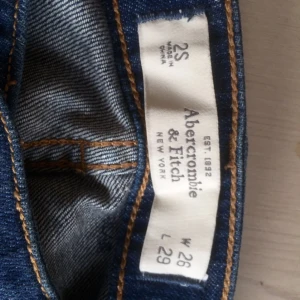 2S
MADE IN
CHINA
EST. 1892
Abercrombie
& Fitch
NEW YORK
W 26
L 29